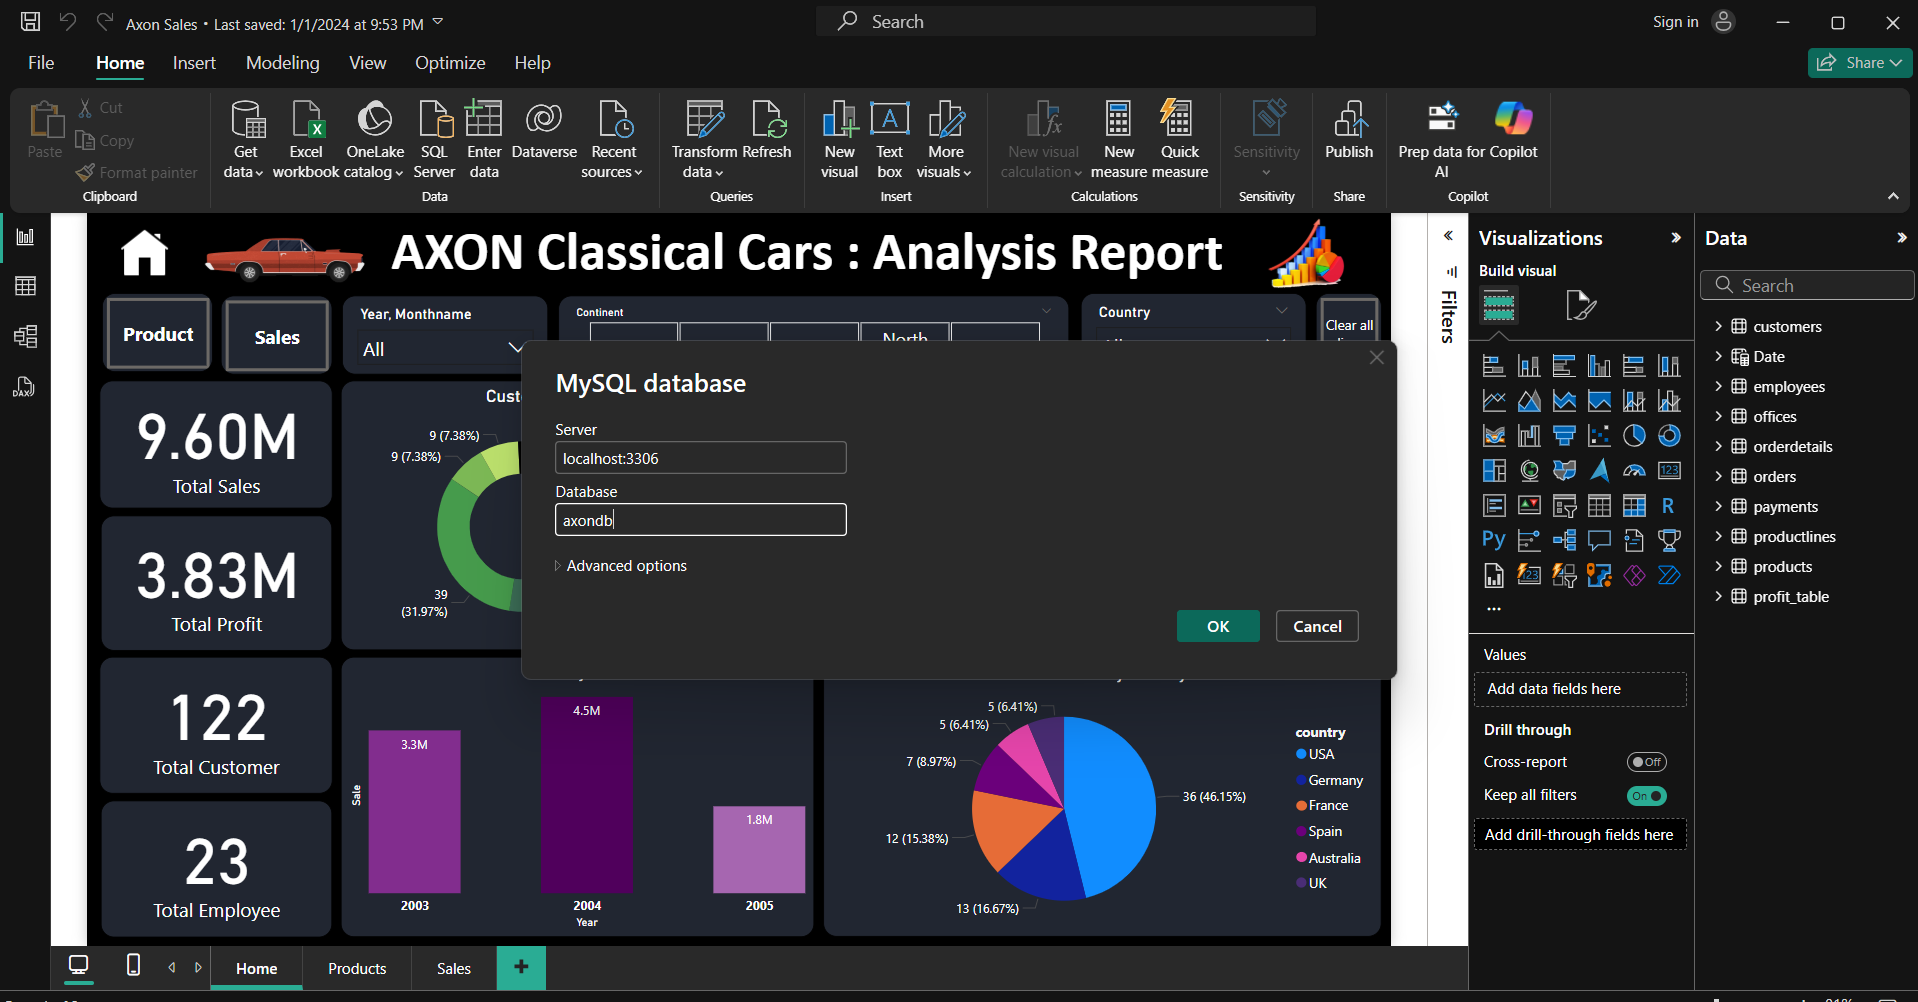 Axon Sales • Last saved: 1/1/2024 at 9:53 PM
Search
Sign in
File
Home
Insert
Modeling
View
Optimize
Help
Share
Paste
Cut
Copy
Format painter
Clipboard
Get data
Excel workbook
OneLake catalog
SQL Server
Enter data
Dataverse
Recent sources
Data
Transform data
Refresh
Queries
New visual
Text box
More visuals
Insert
New visual calculation
New measure
Quick measure
Calculations
Sensitivity
Sensitivity
Publish
Share
Prep data for AI
Copilot
Copilot
AXON Classical Cars : Analysis Report
Product
Sales
Year, Monthname
All
Continent
North
Country
Clear all
9.60M
Total Sales
3.83M
Total Profit
122
Total Customer
23
Total Employee
9 (7.38%)
9 (7.38%)
39
(31.97%)
MySQL database
Server
localhost:3306
Database
axondb
Advanced options
OK
Cancel
Sale
3.3M
4.5M
1.8M
2003
2004
2005
Year
5 (6.41%)
5 (6.41%)
7 (8.97%)
12 (15.38%)
13 (16.67%)
36 (46.15%)
country
USA
Germany
France
Spain
Australia
UK
Home
Products
Sales
Filters
Visualizations
Build visual
123
R
Py
123
Values
Add data fields here
Drill through
Cross-report
Off
Keep all filters
On
Add drill-through fields here
Data
Search
customers
Date
employees
offices
orderdetails
orders
payments
productlines
products
profit_table
DAX